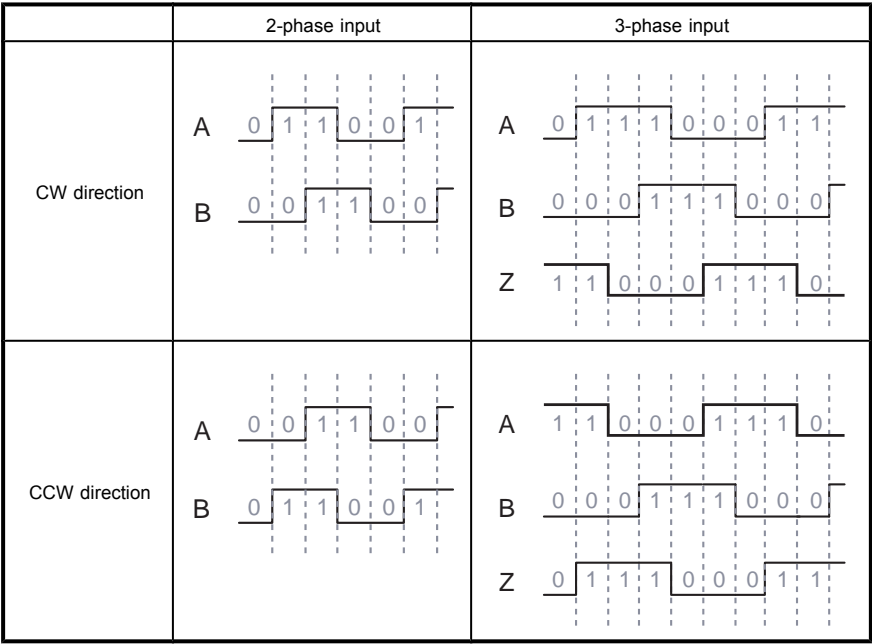 2-phase input 3-phase input
CW direction
A 0 1 1 0 0 1
B 0 0 1 1 0 0
A 0 1 1 1 0 0 0 1 1
B 0 0 0 1 1 1 0 0 0
Z 1 1 0 0 0 1 1 1 0
CCW direction
A 0 0 1 1 0 0
B 0 1 1 0 0 1
A 1 1 0 0 0 1 1 1 0
B 0 0 0 1 1 1 0 0 0
Z 0 1 1 1 0 0 0 1 1